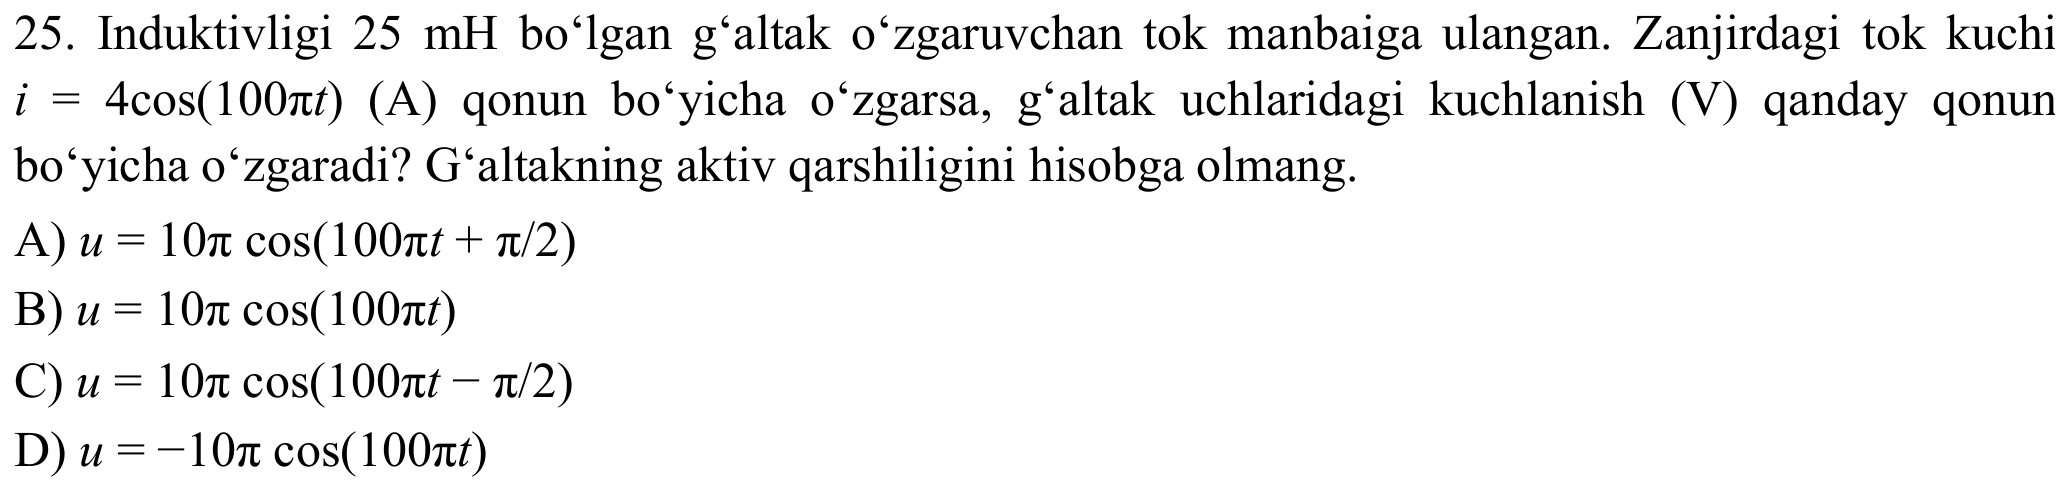 25. Induktivligi 25 mH bo‘lgan g‘altak o‘zgaruvchan tok manbaiga ulangan. Zanjirdagi tok kuchi
i = 4cos(100πt) (A) qonun bo‘yicha o‘zgarsa, g‘altak uchlaridagi kuchlanish (V) qanday qonun
bo‘yicha o‘zgaradi? G‘altakning aktiv qarshiligini hisobga olmang.
A) u = 10π cos(100πt + π/2)
B) u = 10π cos(100πt)
C) u = 10π cos(100πt − π/2)
D) u = −10π cos(100πt)